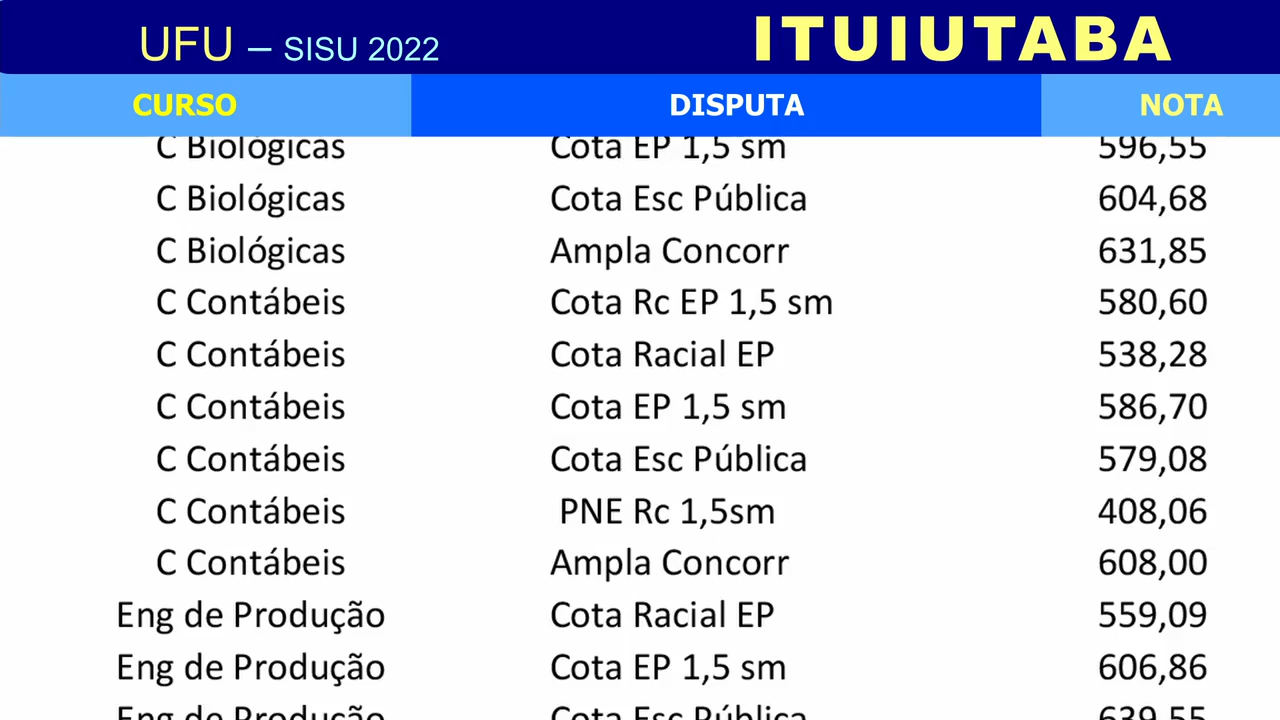 UFU – SISU 2022 ITUIUTABA
CURSO DISPUTA NOTA
C Biológicas Cota EP 1,5 sm 596,55
C Biológicas Cota Esc Pública 604,68
C Biológicas Ampla Concorr 631,85
C Contábeis Cota Rc EP 1,5 sm 580,60
C Contábeis Cota Racial EP 538,28
C Contábeis Cota EP 1,5 sm 586,70
C Contábeis Cota Esc Pública 579,08
C Contábeis PNE Rc 1,5sm 408,06
C Contábeis Ampla Concorr 608,00
Eng de Produção Cota Racial EP 559,09
Eng de Produção Cota EP 1,5 sm 606,86
Eng de Produção Cota Esc Pública 639,55